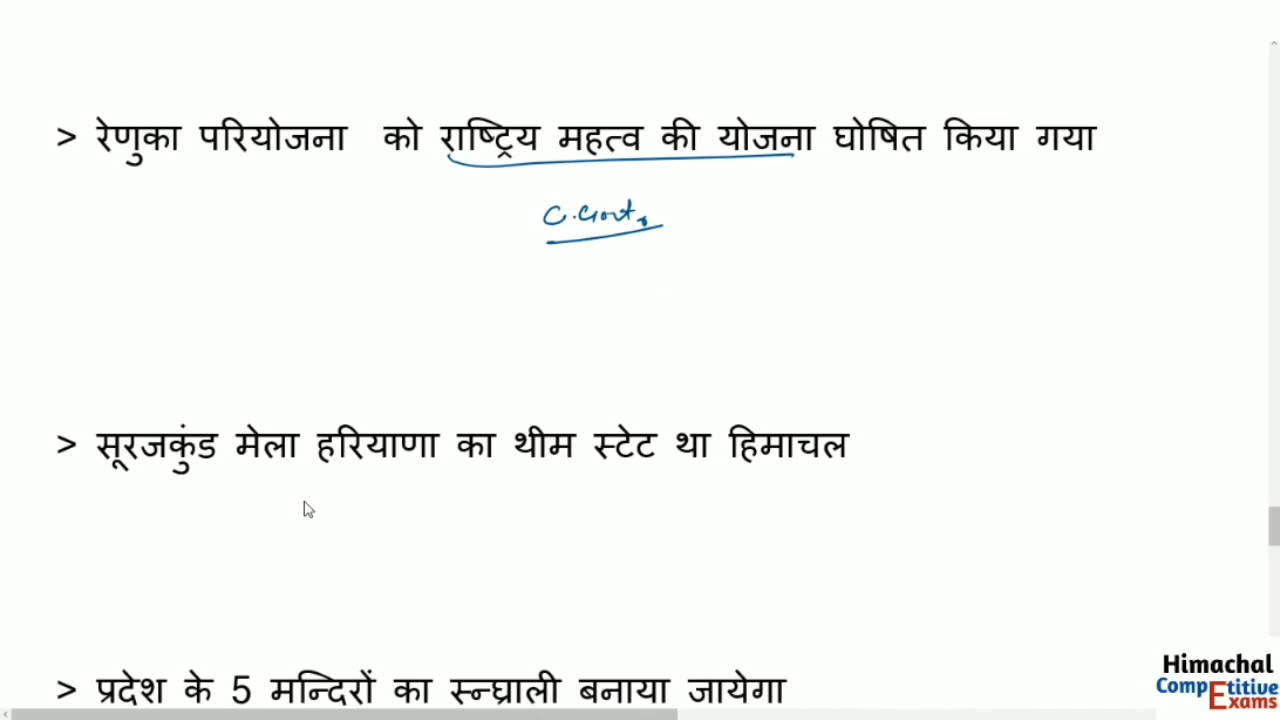 > रेणुका परियोजना को राष्ट्रिय महत्व की योजना घोषित किया गया
C. Govt.
> सूरजकुंड मेला हरियाणा का थीम स्टेट था हिमाचल
> प्रदेश के 5 मन्दिरों का स्न्घ्राली बनाया जायेगा
Himachal
CompEtitive
Exams